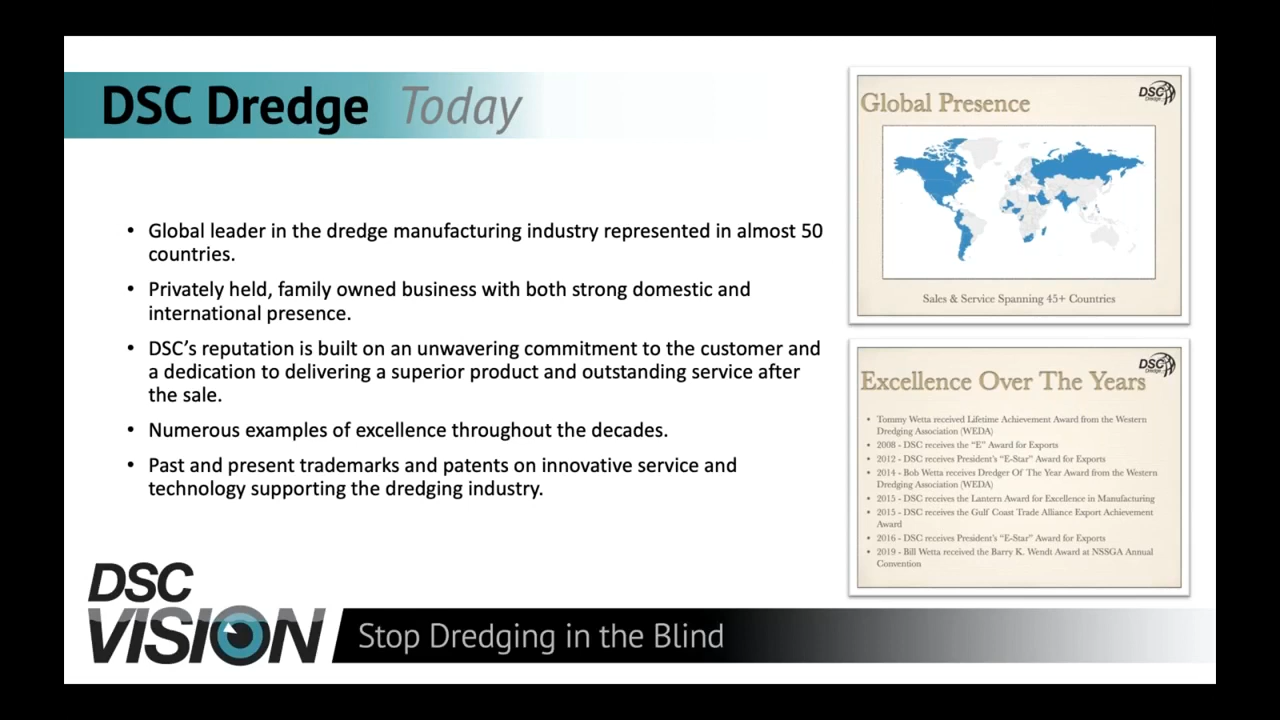 DSC Dredge Today
• Global leader in the dredge manufacturing industry represented in almost 50
countries.
• Privately held, family owned business with both strong domestic and
international presence.
• DSC’s reputation is built on an unwavering commitment to the customer and
a dedication to delivering a superior product and outstanding service after
the sale.
• Numerous examples of excellence throughout the decades.
• Past and present trademarks and patents on innovative service and
technology supporting the dredging industry.
Global Presence
DSC
Dredge
Sales & Service Spanning 45+ Countries
Excellence Over The Years
DSC
Dredge
• Tommy Wetta received Lifetime Achievement Award from the Western
Dredging Association (WEDA)
• 2008 - DSC receives the “E” Award for Exports
• 2012 - DSC receives President’s “E-Star” Award for Exports
• 2014 - Bob Wetta receives Dredger Of The Year Award from the Western
Dredging Association (WEDA)
• 2015 - DSC receives the Lantern Award for Excellence in Manufacturing
• 2015 - DSC receives the Gulf Coast Trade Alliance Export Achievement
Award
• 2016 - DSC receives President’s “E-Star” Award for Exports
• 2019 - Bill Wetta received the Barry K. Wendt Award at NSSGA Annual
Convention
DSC
VISION
Stop Dredging in the Blind